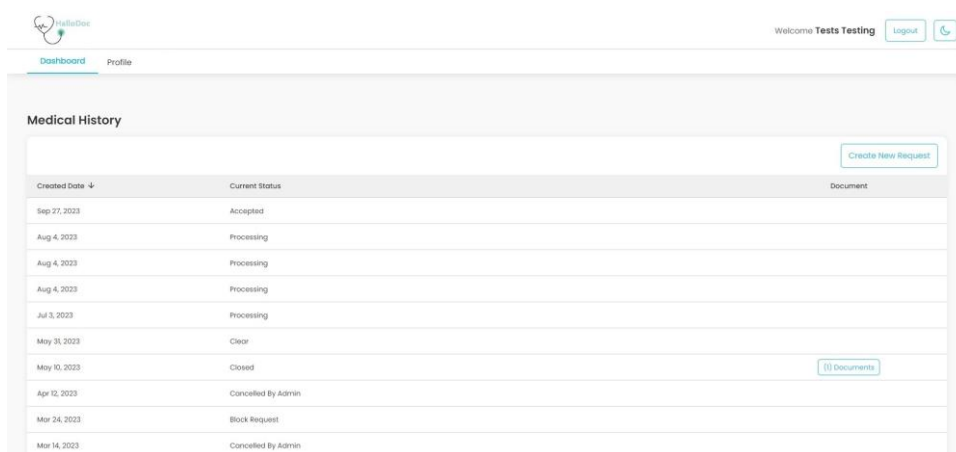 HalloDoc
Welcome Tests Testing Logout
Dashboard Profile
Medical History
Create New Request
Created Date ↓ Current Status Document
Sep 27, 2023 Accepted
Aug 4, 2023 Processing
Aug 4, 2023 Processing
Aug 4, 2023 Processing
Jul 3, 2023 Processing
May 31, 2023 Clear
May 10, 2023 Closed (1) Documents
Apr 12, 2023 Cancelled By Admin
Mar 24, 2023 Block Request
Mar 14, 2023 Cancelled By Admin